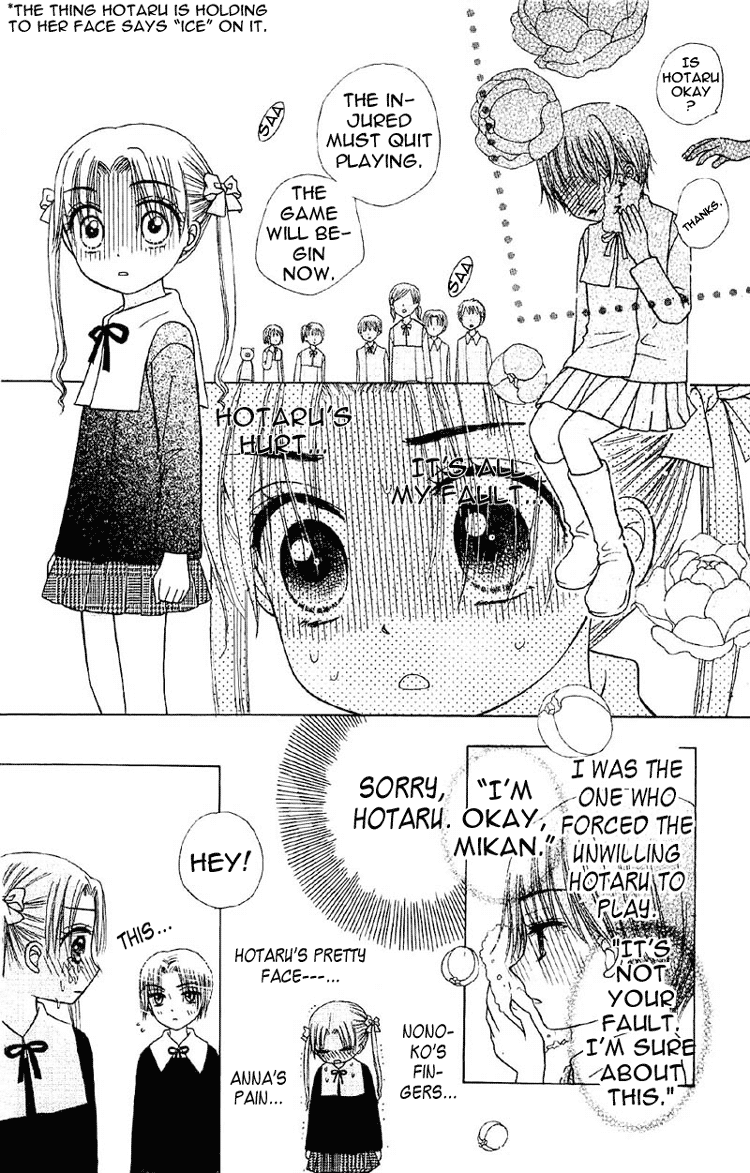 *THE THING HOTARU IS HOLDING
TO HER FACE SAYS "ICE" ON IT.
IS
HOTARU
OKAY
?
THANKS.
THE IN-
JURED
MUST QUIT
PLAYING.
THE
GAME
WILL BE-
GIN
NOW.
SAA
SAA
HOTARU'S
HURT...
IT'S ALL
MY FAULT...
I WAS THE
ONE WHO
FORCED THE
UNWILLING
HOTARU TO
PLAY.
"IT'S
NOT
YOUR
FAULT.
I'M SURE
ABOUT
THIS."
"I'M
OKAY,
MIKAN."
SORRY,
HOTARU.
HOTARU'S PRETTY
FACE---...
NONO-
KO'S
FIN-
GERS...
ANNA'S
PAIN...
HEY!
THIS...